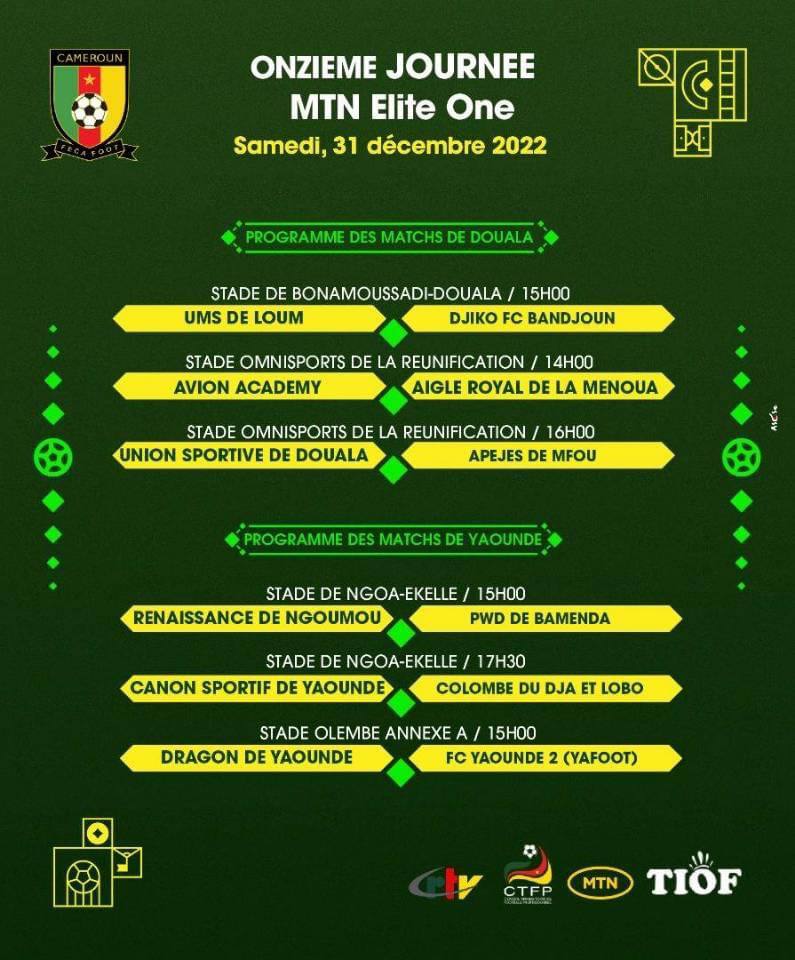 CAMEROUN
FECAFOOT
ONZIEME JOURNEE
MTN Elite One
Samedi, 31 décembre 2022
PROGRAMME DES MATCHS DE DOUALA
STADE DE BONAMOUSSADI-DOUALA / 15H00
UMS DE LOUM
DJIKO FC BANDJOUN
STADE OMNISPORTS DE LA REUNIFICATION / 14H00
AVION ACADEMY
AIGLE ROYAL DE LA MENOUA
STADE OMNISPORTS DE LA REUNIFICATION / 16H00
UNION SPORTIVE DE DOUALA
APEJES DE MFOU
PROGRAMME DES MATCHS DE YAOUNDE
STADE DE NGOA-EKELLE / 15H00
RENAISSANCE DE NGOUMOU
PWD DE BAMENDA
STADE DE NGOA-EKELLE / 17H30
CANON SPORTIF DE YAOUNDE
COLOMBE DU DJA ET LOBO
STADE OLEMBE ANNEXE A / 15H00
DRAGON DE YAOUNDE
FC YAOUNDE 2 (YAFOOT)
crtv
CTFP
MTN
TIOF